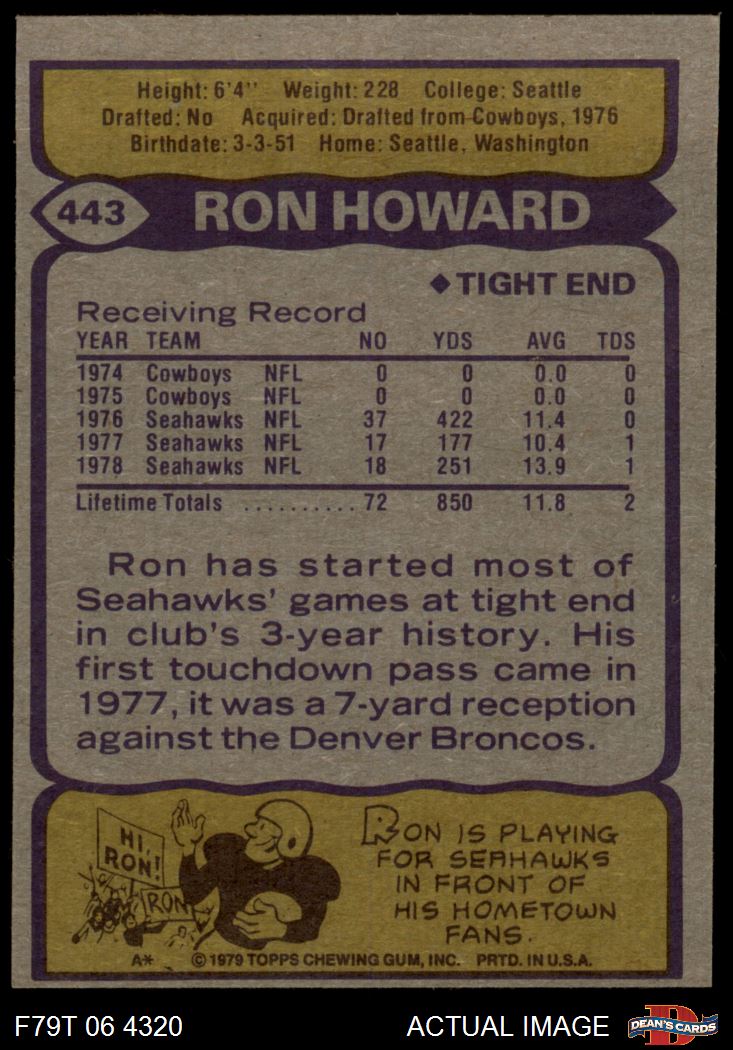 Height: 6'4" Weight: 228 College: Seattle
Drafted: No Acquired: Drafted from Cowboys, 1976
Birthdate: 3-3-51 Home: Seattle, Washington
443 RON HOWARD
◆ TIGHT END
Receiving Record
YEAR TEAM NO YDS AVG TDS
1974 Cowboys NFL 0 0 0.0 0
1975 Cowboys NFL 0 0 0.0 0
1976 Seahawks NFL 37 422 11.4 0
1977 Seahawks NFL 17 177 10.4 1
1978 Seahawks NFL 18 251 13.9 1
Lifetime Totals .......... 72 850 11.8 2
Ron has started most of
Seahawks' games at tight end
in club's 3-year history. His
first touchdown pass came in
1977, it was a 7-yard reception
against the Denver Broncos.
HI,
RON!
RON
RON IS PLAYING
FOR SEAHAWKS
IN FRONT OF
HIS HOMETOWN
FANS.
A* © 1979 TOPPS CHEWING GUM, INC. PRTD. IN U.S.A.
F79T 06 4320 ACTUAL IMAGE D DEAN'S CARDS